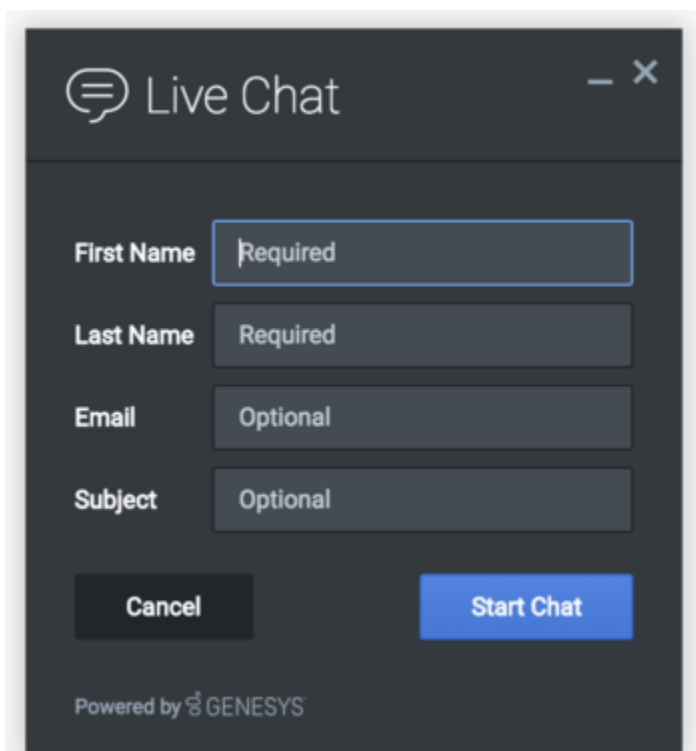 Live Chat
First Name Required
Last Name Required
Email Optional
Subject Optional
Cancel Start Chat
Powered by GENESYS